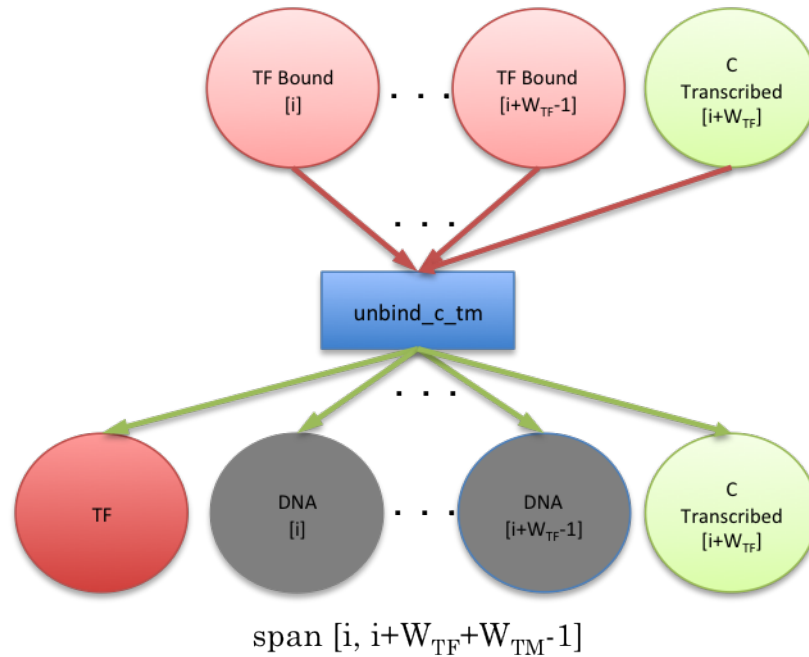 TF Bound
[i]
. . .
TF Bound
[i+W_TF-1]
C
Transcribed
[i+W_TF]
. . .
unbind_c_tm
. . .
TF
DNA
[i]
. . .
DNA
[i+W_TF-1]
C
Transcribed
[i+W_TF]
span [i, i+W_TF+W_TM-1]